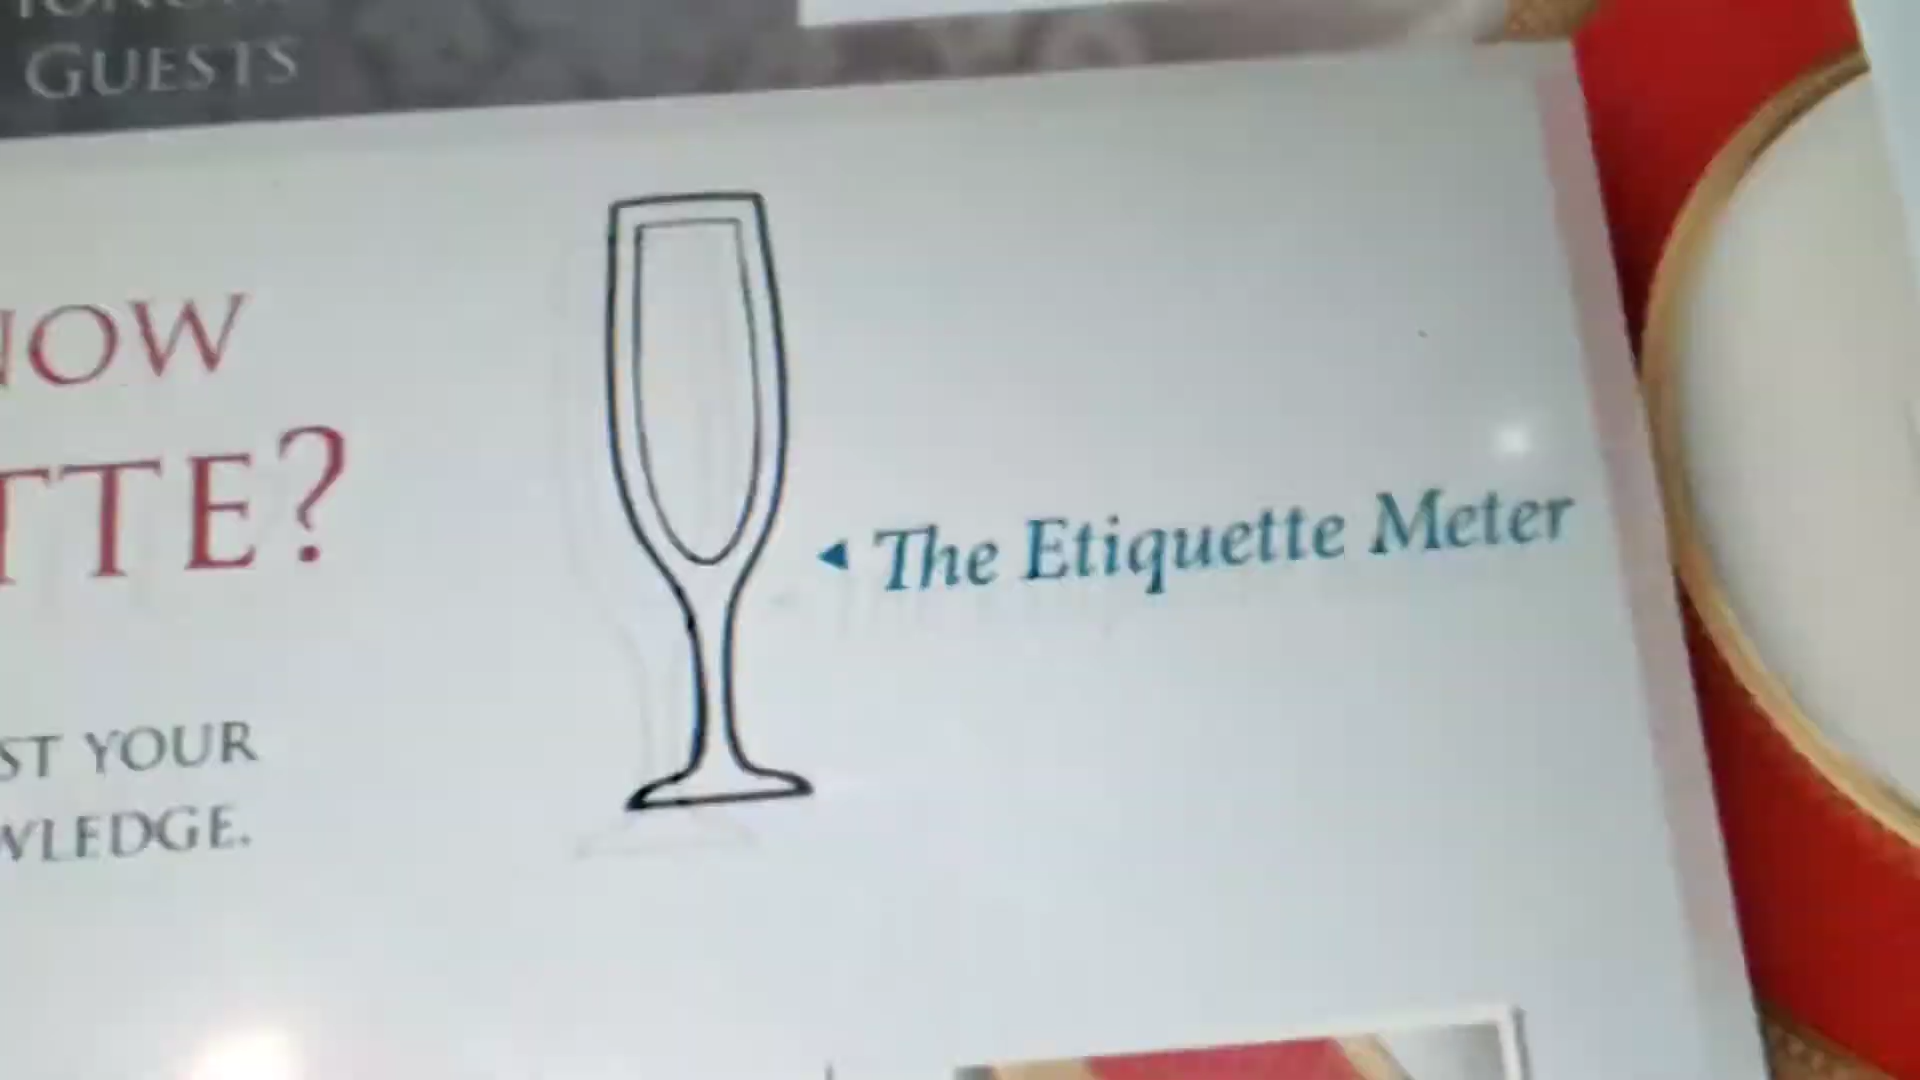 GUESTS
NOW
TTE?
◂ The Etiquette Meter
ST YOUR
WLEDGE.